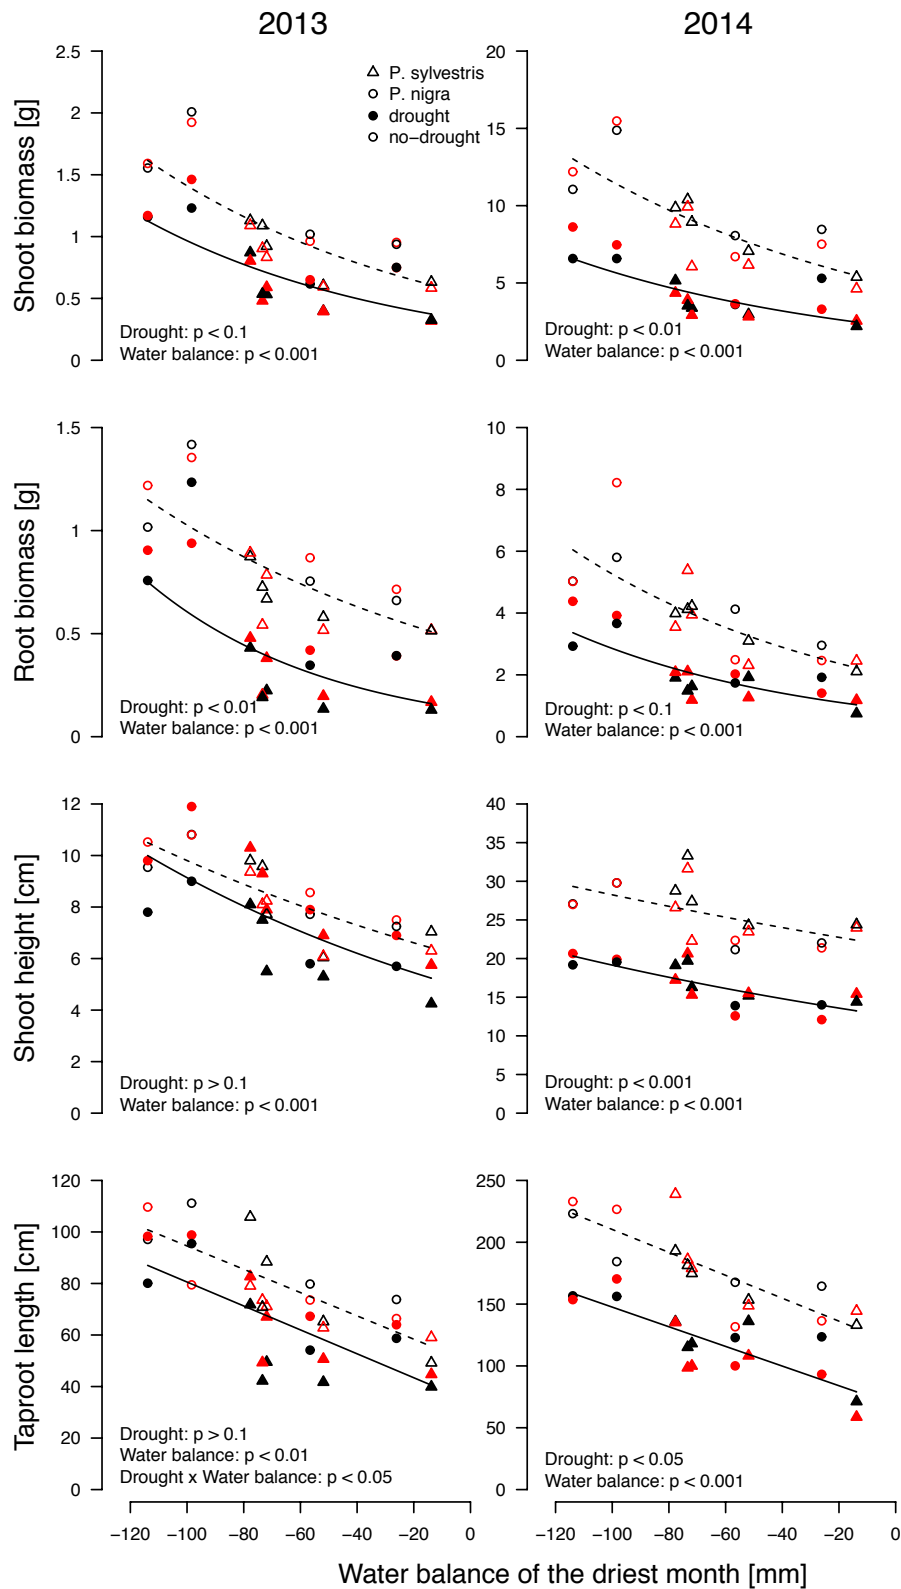 2013
2014
Shoot biomass [g]
2.5
2
1.5
1
0.5
0
P. sylvestris
P. nigra
drought
no−drought
Drought: p < 0.1
Water balance: p < 0.001
20
15
10
5
0
Drought: p < 0.01
Water balance: p < 0.001
Root biomass [g]
1.5
1
0.5
0
Drought: p < 0.01
Water balance: p < 0.001
10
8
6
4
2
0
Drought: p < 0.1
Water balance: p < 0.001
Shoot height [cm]
12
10
8
6
4
2
0
Drought: p > 0.1
Water balance: p < 0.001
40
35
30
25
20
15
10
5
0
Drought: p < 0.001
Water balance: p < 0.001
Taproot length [cm]
120
100
80
60
40
20
0
Drought: p > 0.1
Water balance: p < 0.01
Drought x Water balance: p < 0.05
250
200
150
100
50
0
Drought: p < 0.05
Water balance: p < 0.001
−120 −100 −80 −60 −40 −20 0
−120 −100 −80 −60 −40 −20 0
Water balance of the driest month [mm]